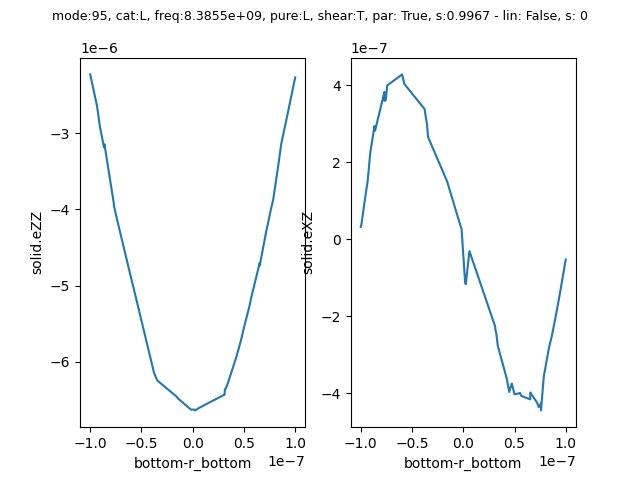 mode:95, cat:L, freq:8.3855e+09, pure:L, shear:T, par: True, s:0.9967 - lin: False, s: 0
1e−6
1e−7
−3
−4
−5
−6
solid.eZZ
4
2
0
−2
−4
solid.eXZ
−1.0
−0.5
0.0
0.5
1.0
bottom-r_bottom
1e−7
−1.0
−0.5
0.0
0.5
1.0
bottom-r_bottom
1e−7